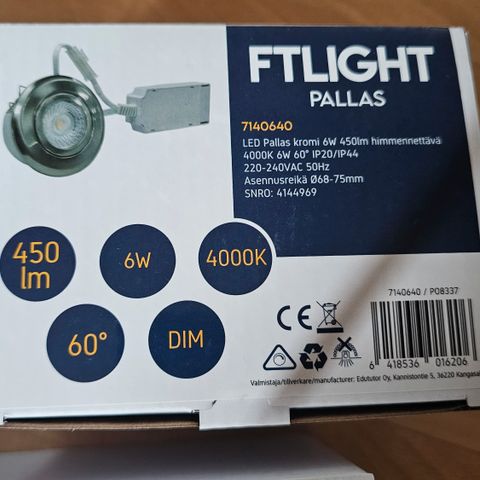 FTLIGHT
PALLAS
7140640
LED Pallas kromi 6W 450lm himmennettävä
4000K 6W 60° IP20/IP44
220-240VAC 50Hz
Asennusreikä Ø68-75mm
SNRO: 4144969
450 lm
6W
4000K
60°
DIM
7140640 / PO8337
CE
6 418536 016206
Valmistaja/tillverkare/manufacturer: Edututor Oy, Kannistontie 5, 36220 Kangasal